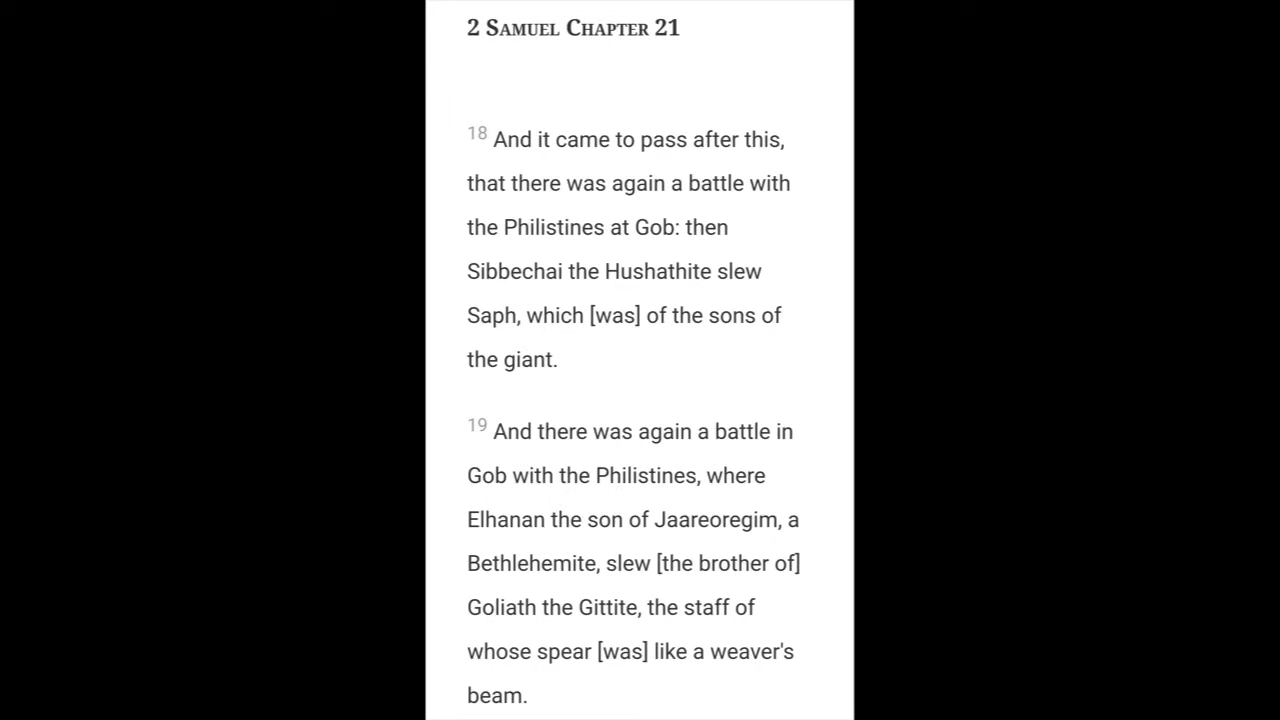 2 Samuel Chapter 21
18 And it came to pass after this,
that there was again a battle with
the Philistines at Gob: then
Sibbechai the Hushathite slew
Saph, which [was] of the sons of
the giant.
19 And there was again a battle in
Gob with the Philistines, where
Elhanan the son of Jaareoregim, a
Bethlehemite, slew [the brother of]
Goliath the Gittite, the staff of
whose spear [was] like a weaver's
beam.